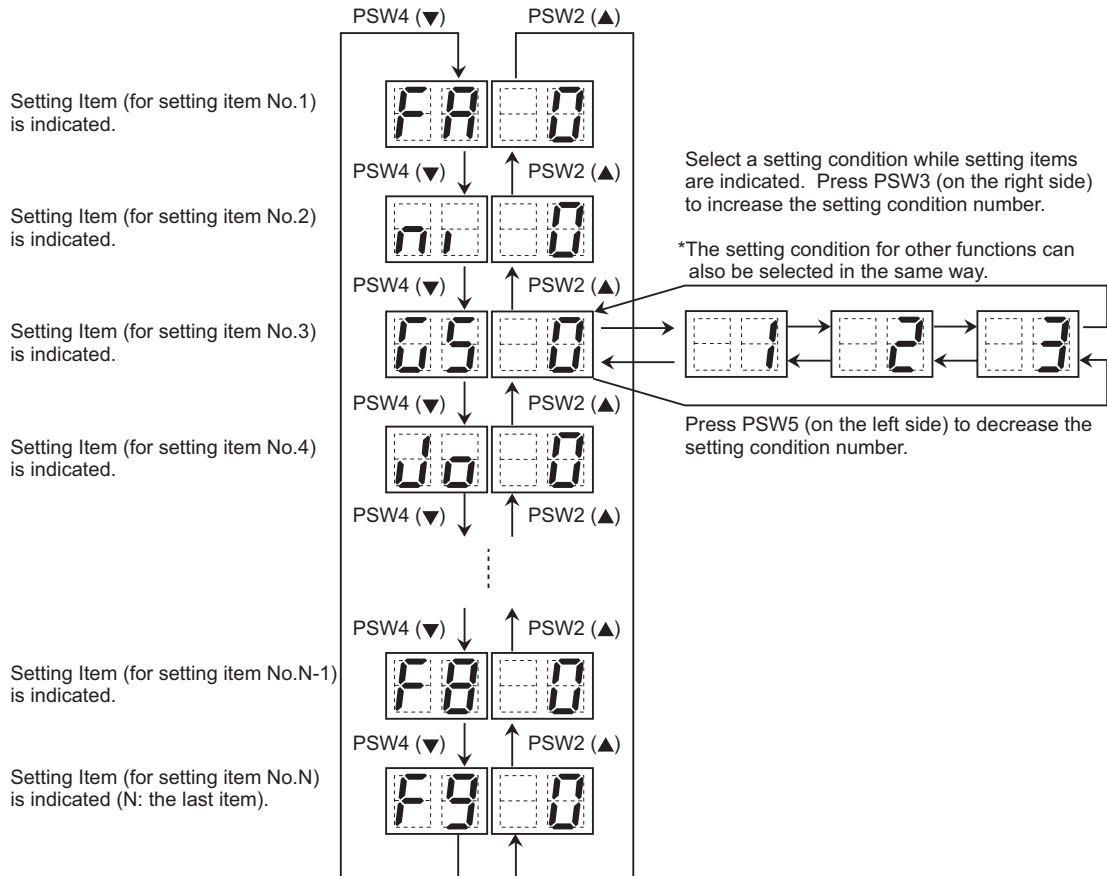 PSW4 (▼) PSW2 (▲)
Setting Item (for setting item No.1)
is indicated.
FA 0
PSW4 (▼) PSW2 (▲)
Setting Item (for setting item No.2)
is indicated.
ni 0
PSW4 (▼) PSW2 (▲)
Select a setting condition while setting items
are indicated. Press PSW3 (on the right side)
to increase the setting condition number.
*The setting condition for other functions can
also be selected in the same way.
Setting Item (for setting item No.3)
is indicated.
GS 0 1 2 3
PSW4 (▼) PSW2 (▲)
Press PSW5 (on the left side) to decrease the
setting condition number.
Setting Item (for setting item No.4)
is indicated.
Jo 0
PSW4 (▼) PSW2 (▲)
PSW4 (▼) PSW2 (▲)
Setting Item (for setting item No.N-1)
is indicated.
F8 0
PSW4 (▼) PSW2 (▲)
Setting Item (for setting item No.N)
is indicated (N: the last item).
F9 0